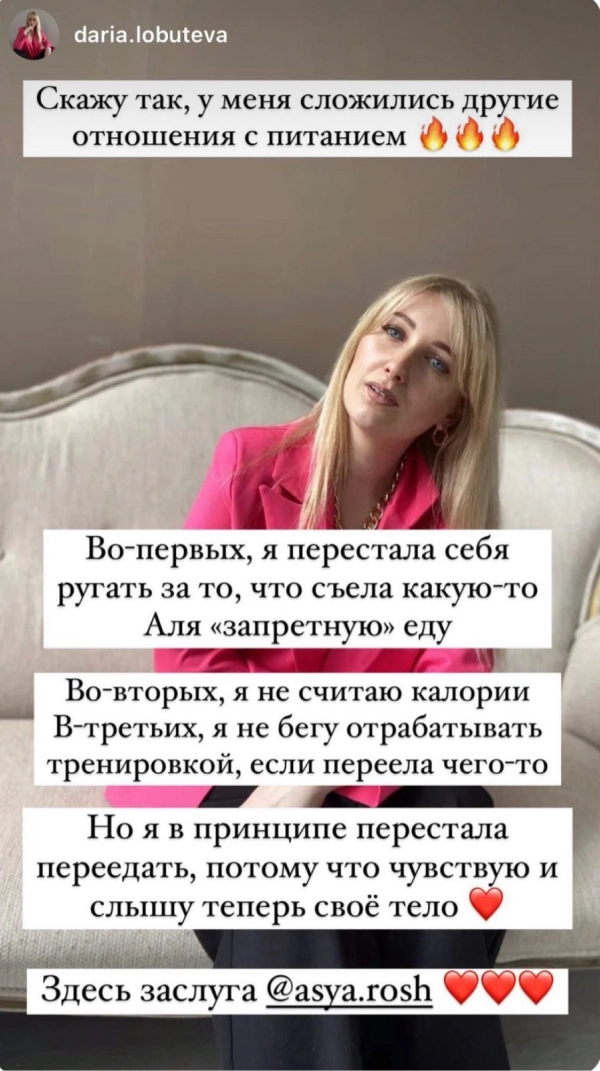 daria.lobuteva
Скажу так, у меня сложились другие
отношения с питанием 🔥🔥🔥
Во-первых, я перестала себя
ругать за то, что съела какую-то
Аля «запретную» еду
Во-вторых, я не считаю калории
В-третьих, я не бегу отрабатывать
тренировкой, если переела чего-то
Но я в принципе перестала
переедать, потому что чувствую и
слышу теперь своё тело ❤️
Здесь заслуга @asya.rosh ❤️❤️❤️